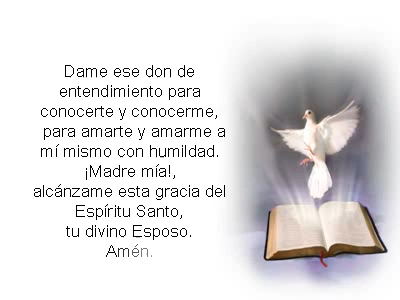 Dame ese don de
entendimiento para
conocerte y conocerme,
para amarte y amarme a
mí mismo con humildad.
¡Madre mía!,
alcánzame esta gracia del
Espíritu Santo,
tu divino Esposo.
Amén.